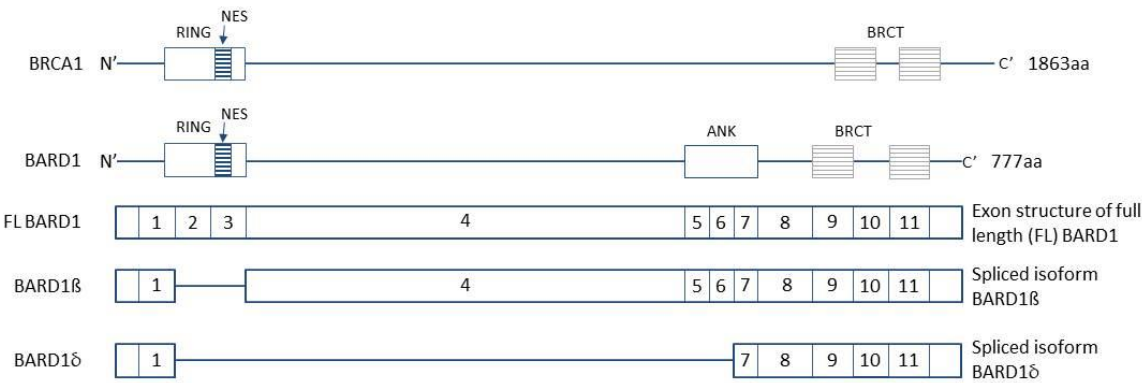 NES
RING
BRCT
BRCA1 N' C' 1863aa
NES
RING
ANK
BRCT
BARD1 N' C' 777aa
FL BARD1 1 2 3 4 5 6 7 8 9 10 11 Exon structure of full
length (FL) BARD1
BARD1ß 1 4 5 6 7 8 9 10 11 Spliced isoform
BARD1ß
BARD1δ 1 7 8 9 10 11 Spliced isoform
BARD1δ